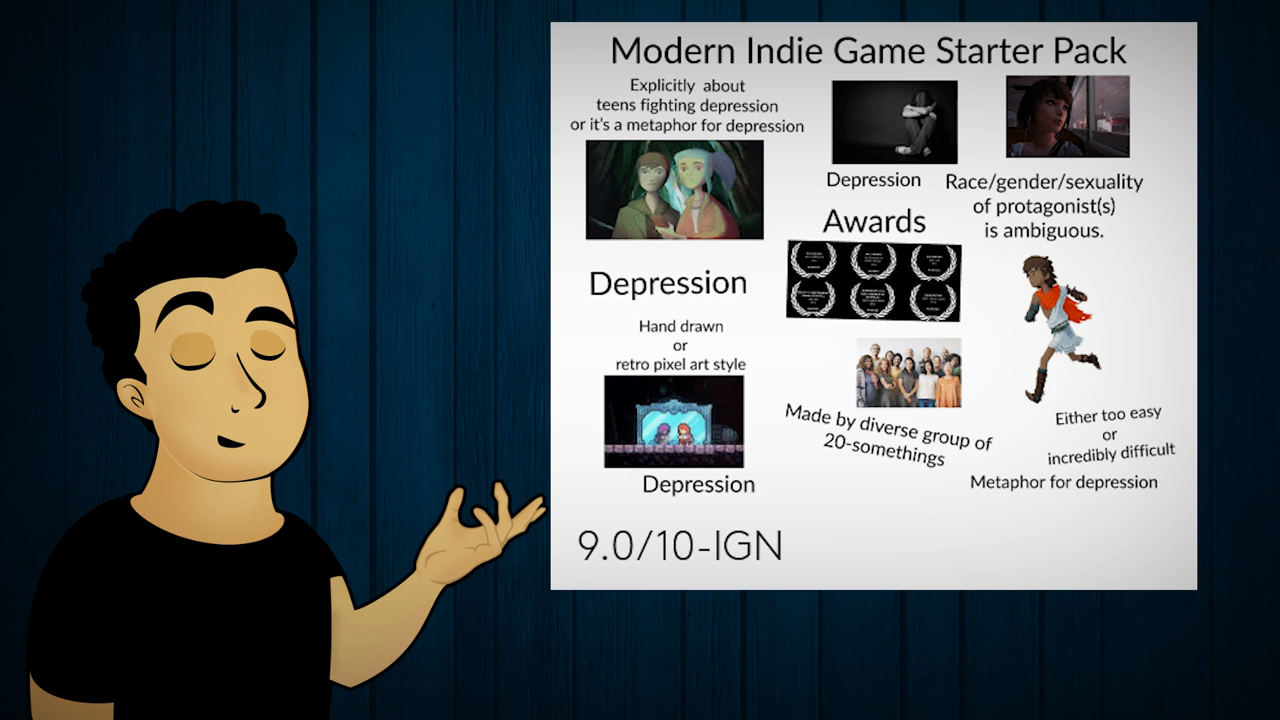 Modern Indie Game Starter Pack
Explicitly about
teens fighting depression
or it's a metaphor for depression
Depression
Race/gender/sexuality
of protagonist(s)
is ambiguous.
Awards
Depression
Hand drawn
or
retro pixel art style
Made by diverse group of
20-somethings
Either too easy
or
incredibly difficult
Depression
Metaphor for depression
9.0/10-IGN